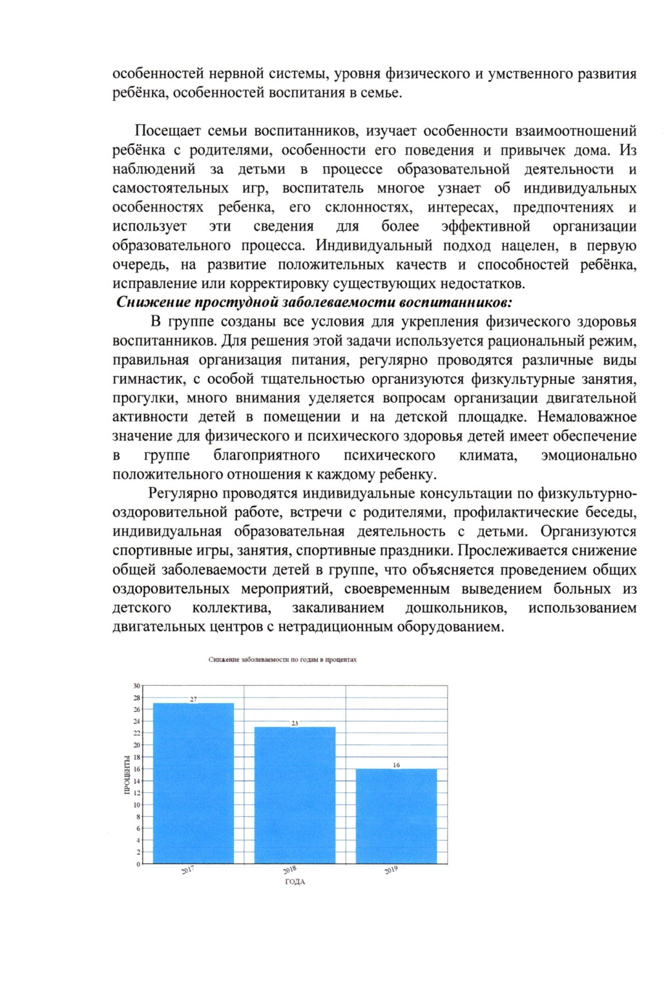 особенностей нервной системы, уровня физического и умственного развития
ребёнка, особенностей воспитания в семье.
Посещает семьи воспитанников, изучает особенности взаимоотношений
ребёнка с родителями, особенности его поведения и привычек дома. Из
наблюдений за детьми в процессе образовательной деятельности и
самостоятельных игр, воспитатель многое узнает об индивидуальных
особенностях ребенка, его склонностях, интересах, предпочтениях и
использует эти сведения для более эффективной организации
образовательного процесса. Индивидуальный подход нацелен, в первую
очередь, на развитие положительных качеств и способностей ребёнка,
исправление или корректировку существующих недостатков.
Снижение простудной заболеваемости воспитанников:
В группе созданы все условия для укрепления физического здоровья
воспитанников. Для решения этой задачи используется рациональный режим,
правильная организация питания, регулярно проводятся различные виды
гимнастик, с особой тщательностью организуются физкультурные занятия,
прогулки, много внимания уделяется вопросам организации двигательной
активности детей в помещении и на детской площадке. Немаловажное
значение для физического и психического здоровья детей имеет обеспечение
в группе благоприятного психического климата, эмоционально
положительного отношения к каждому ребенку.
Регулярно проводятся индивидуальные консультации по физкультурно-
оздоровительной работе, встречи с родителями, профилактические беседы,
индивидуальная образовательная деятельность с детьми. Организуются
спортивные игры, занятия, спортивные праздники. Прослеживается снижение
общей заболеваемости детей в группе, что объясняется проведением общих
оздоровительных мероприятий, своевременным выведением больных из
детского коллектива, закаливанием дошкольников, использованием
двигательных центров с нетрадиционным оборудованием.
Снижение заболеваемости по годам в процентах
ПРОЦЕНТЫ
30
28
26
24
22
20
18
16
14
12
10
8
6
4
2
0
27
23
16
2017
2018
2019
ГОДА